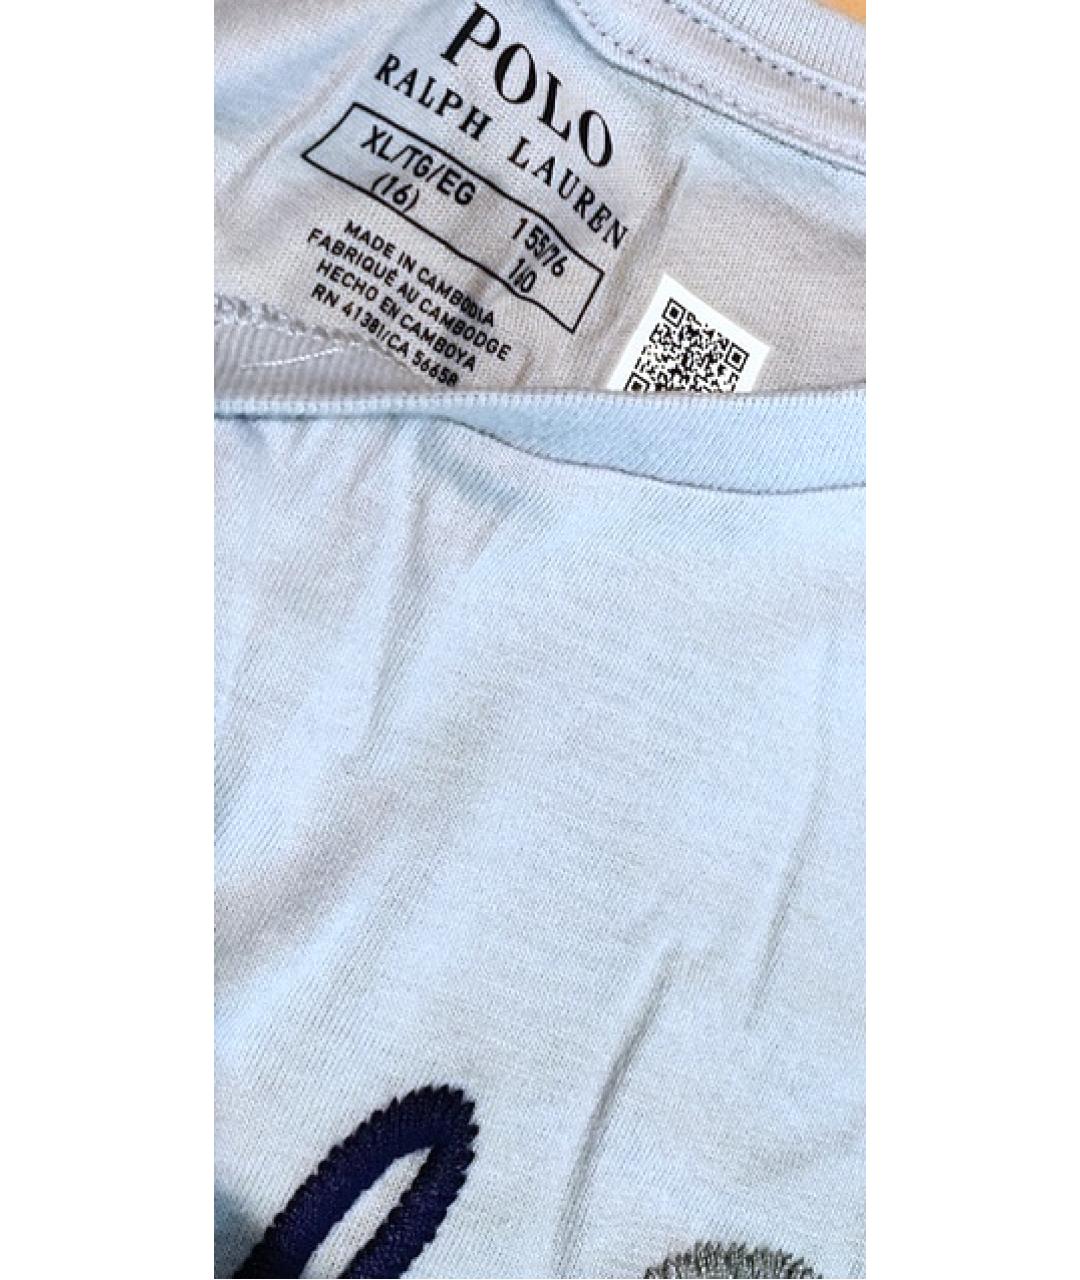 POLO
RALPH LAUREN
XL/TG/EG
(16)
155/76
140
MADE IN CAMBODIA
FABRIQUÉ AU CAMBODGE
HECHO EN CAMBOYA
RN 41381/CA 56658